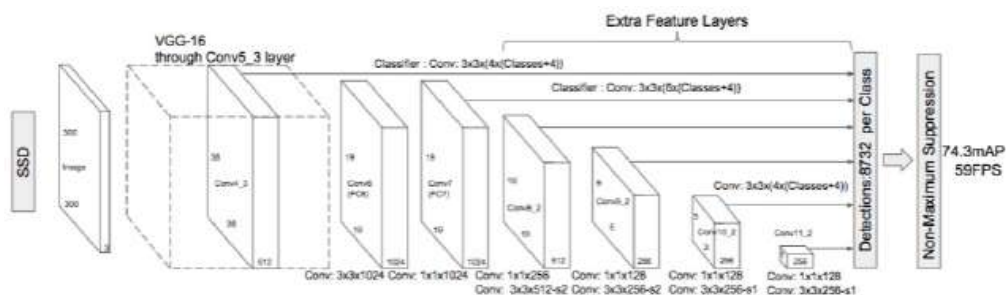 Extra Feature Layers
VGG-16
through Conv5_3 layer
Classifier : Conv: 3x3x(4x(Classes+4))
Classifier : Conv: 3x3x(6x(Classes+4))
SSD
300
Image
300
3
38
Conv4_3
38
512
19
Conv6
(FC6)
19
1024
19
Conv7
(FC7)
19
1024
10
Conv8_2
10
512
5
Conv9_2
5
256
Conv: 3x3x(4x(Classes+4))
3
Conv10_2
3
256
Conv11_2
256
Detections:8732 per Class
Non-Maximum Suppression
74.3mAP
59FPS
Conv: 3x3x1024
Conv: 1x1x1024
Conv: 1x1x256
Conv: 3x3x512-s2
Conv: 1x1x128
Conv: 3x3x256-s2
Conv: 1x1x128
Conv: 3x3x256-s1
Conv: 1x1x128
Conv: 3x3x256-s1